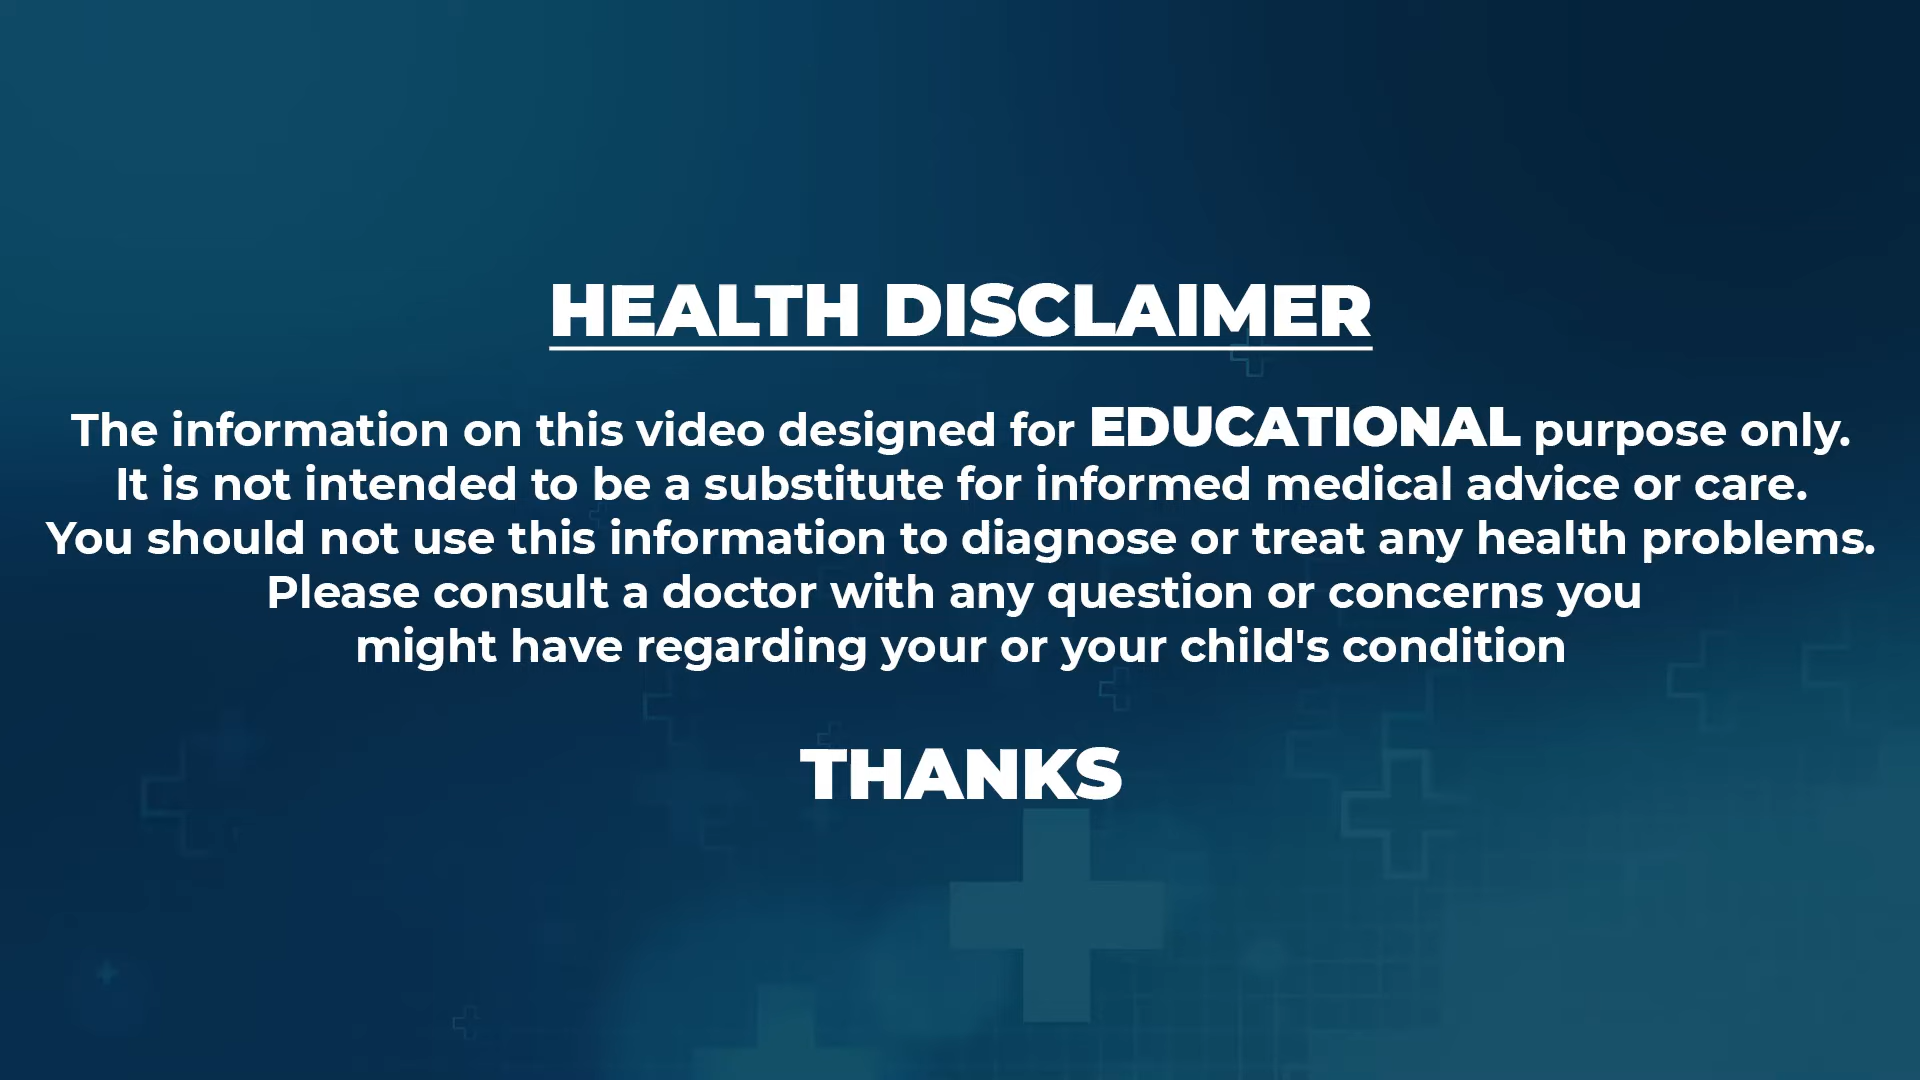 HEALTH DISCLAIMER
The information on this video designed for EDUCATIONAL purpose only.
It is not intended to be a substitute for informed medical advice or care.
You should not use this information to diagnose or treat any health problems.
Please consult a doctor with any question or concerns you
might have regarding your or your child's condition
THANKS